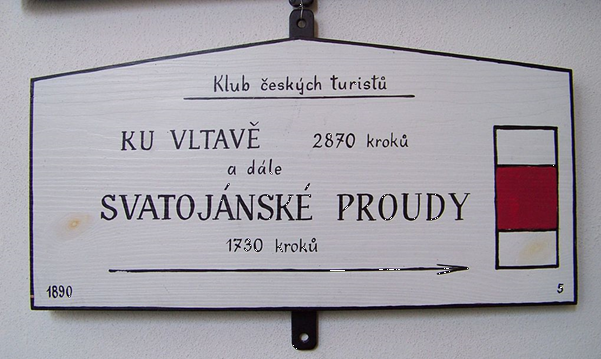 Klub českých turistů
KU VLTAVĚ 2870 kroků
a dále
SVATOJÁNSKÉ PROUDY
1730 kroků
1890 5